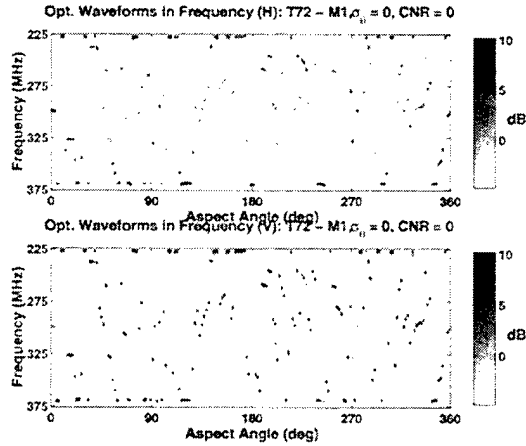 Opt. Waveforms in Frequency (H): T72 – M1, σθ = 0, CNR = 0
225
275
325
375
Frequency (MHz)
0 90 180 270 360
Aspect Angle (deg)
10
5
0
dB
Opt. Waveforms in Frequency (V): T72 – M1, σθ = 0, CNR = 0
225
275
325
375
Frequency (MHz)
0 90 180 270 360
Aspect Angle (deg)
10
5
0
dB